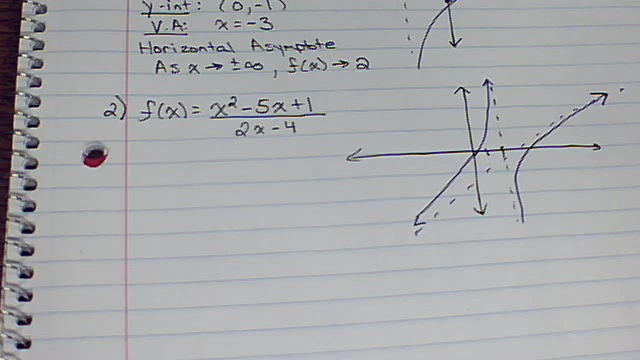 y-int: (0,-1)
V.A: x=-3
Horizontal Asymptote
As x→ ±∞, f(x)→2
2) f(x) = x²-5x+1
2x-4